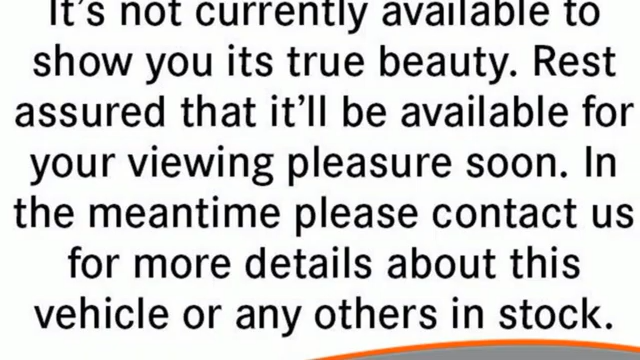 It's not currently available to
show you its true beauty. Rest
assured that it'll be available for
your viewing pleasure soon. In
the meantime please contact us
for more details about this
vehicle or any others in stock.